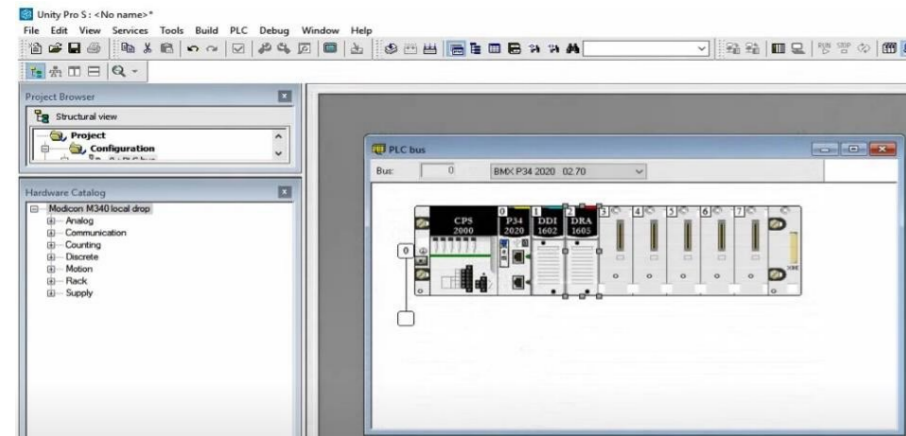 Unity Pro S : <No name>*
File Edit View Services Tools Build PLC Debug Window Help
Project Browser
Structural view
Project
Configuration
PLC bus
Bus: 0 BMX P34 2020 02.70
Hardware Catalog
Modicon M340 local drop
Analog
Communication
Counting
Discrete
Motion
Rack
Supply
0 1 2 3 4 5 6 7
CPS P34 DDI DRA
2000 2020 1602 1605
0